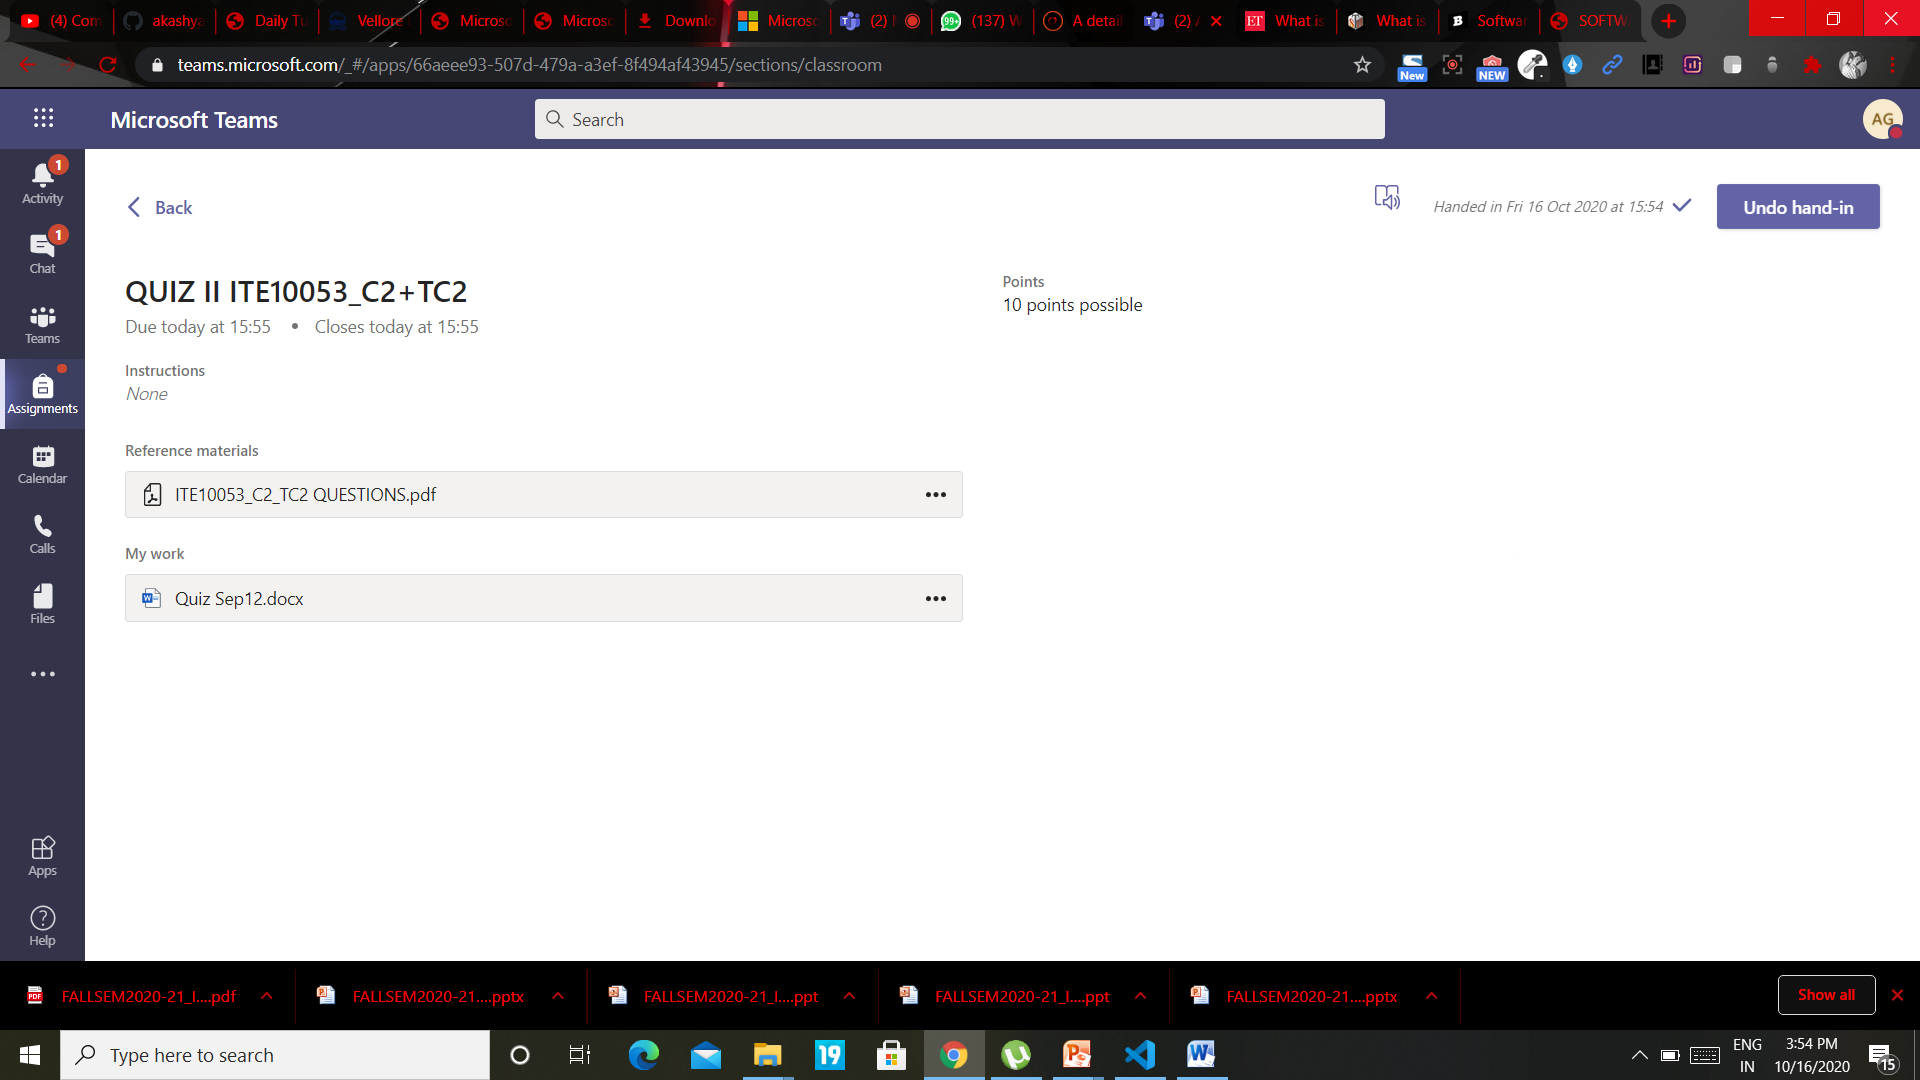 (4) Com
akashya
Daily Tu
Vellore
Microso
Microso
Downlo
Microso
(2)
(137) W
A detail
(2) A
What is
What is
Softwar
SOFTW
teams.microsoft.com/_#/apps/66aeee93-507d-479a-a3ef-8f494af43945/sections/classroom
New
NEW
Microsoft Teams
Search
AG
1
Activity
1
Chat
Teams
Assignments
Calendar
Calls
Files
Apps
Help
Back
Handed in Fri 16 Oct 2020 at 15:54
Undo hand-in
QUIZ II ITE10053_C2+TC2
Due today at 15:55 • Closes today at 15:55
Points
10 points possible
Instructions
None
Reference materials
ITE10053_C2_TC2 QUESTIONS.pdf
My work
Quiz Sep12.docx
FALLSEM2020-21_I....pdf
FALLSEM2020-21....pptx
FALLSEM2020-21_I....ppt
FALLSEM2020-21_I....ppt
FALLSEM2020-21....pptx
Show all
Type here to search
19
ENG
IN
3:54 PM
10/16/2020
15